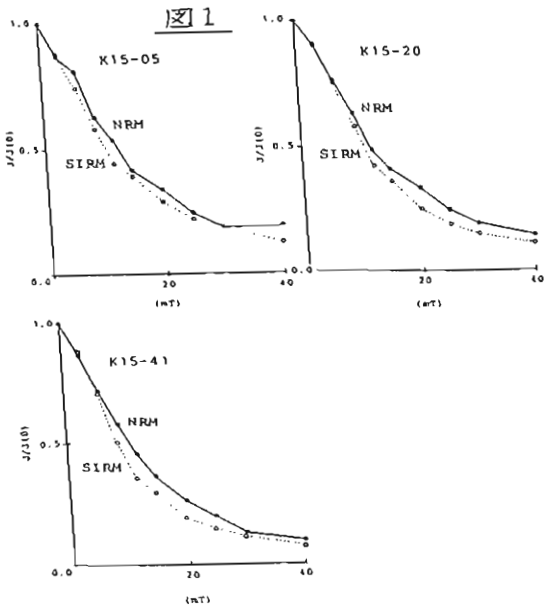 図1
1.0
K15-05
NRM
SIRM
0.5
J/J(0)
0.0
20
40
(mT)
1.0
K15-20
NRM
SIRM
0.5
J/J(0)
0.0
20
40
(mT)
1.0
K15-41
NRM
SIRM
0.5
J/J(0)
0.0
20
40
(mT)